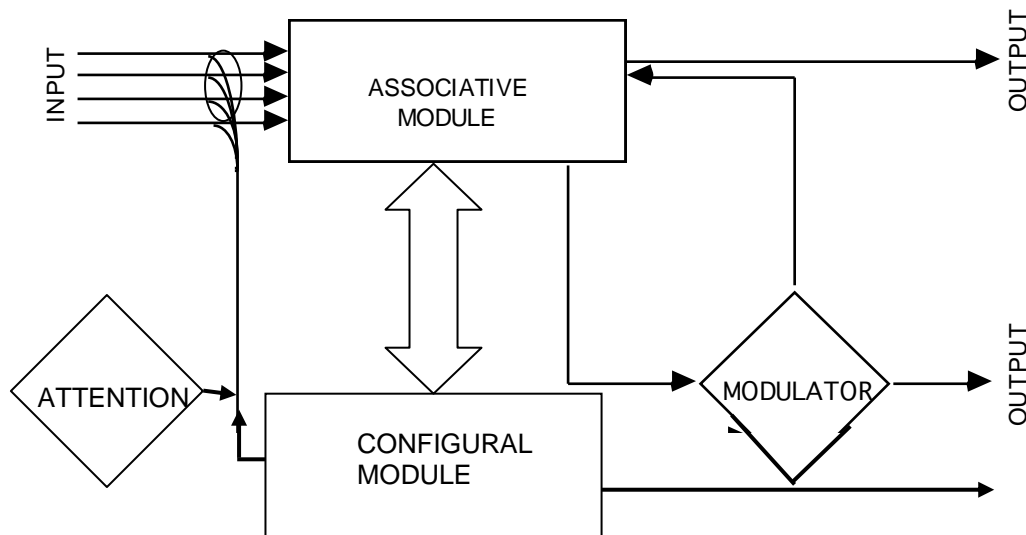 INPUT
ASSOCIATIVE
MODULE
OUTPUT
ATTENTION
MODULATOR
OUTPUT
CONFIGURAL
MODULE